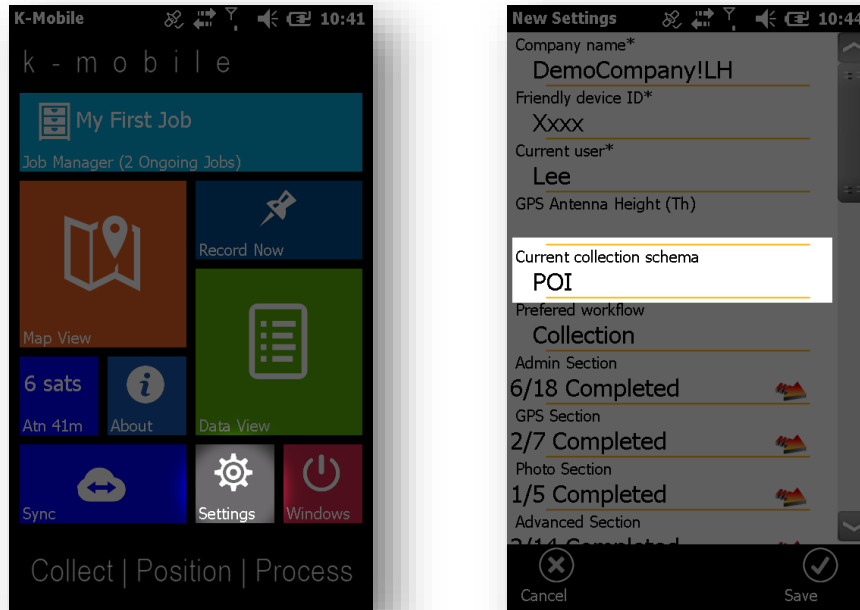 K-Mobile 10:41
k-mobile
My First Job
Job Manager (2 Ongoing Jobs)
Record Now
Map View
6 sats
Atn 41m
About
Data View
Sync
Settings
Windows
Collect | Position | Process
New Settings 10:44
Company name*
DemoCompany!LH
Friendly device ID*
Xxxx
Current user*
Lee
GPS Antenna Height (Th)
Current collection schema
POI
Prefered workflow
Collection
Admin Section
6/18 Completed
GPS Section
2/7 Completed
Photo Section
1/5 Completed
Advanced Section
Cancel
Save